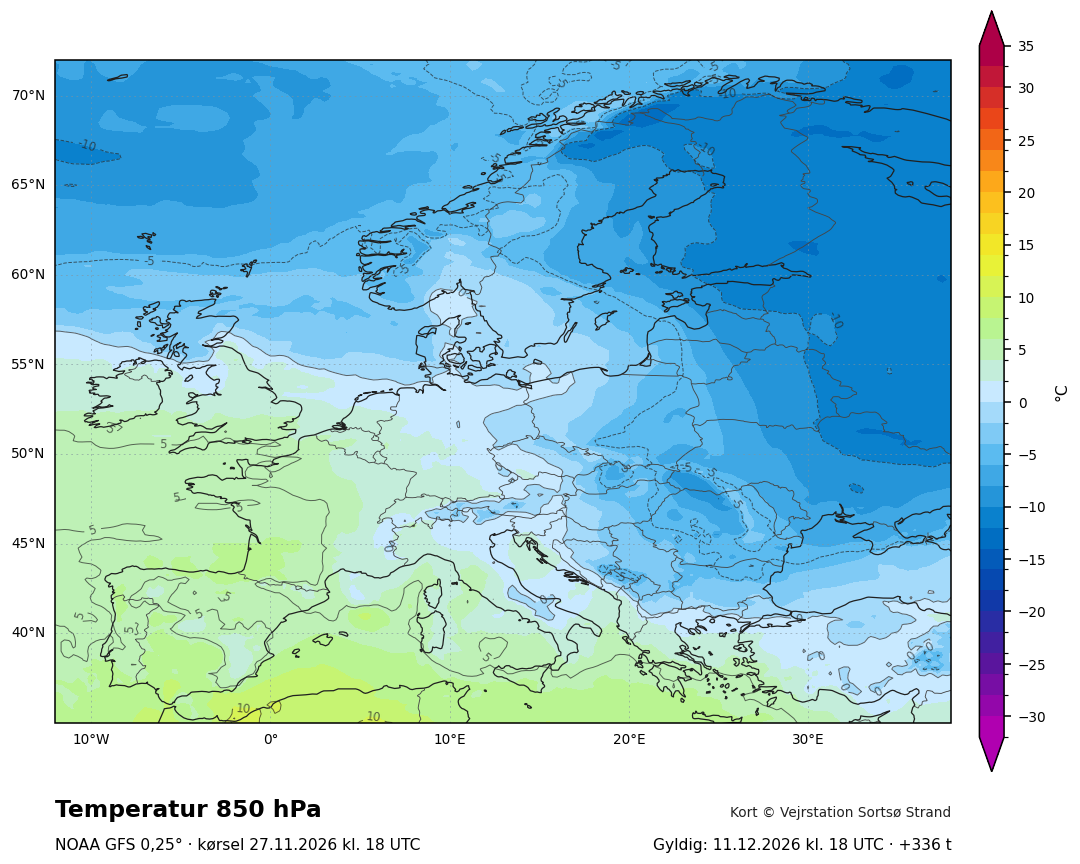 70°N
65°N
60°N
55°N
50°N
45°N
40°N
10°W 0° 10°E 20°E 30°E
35
30
25
20
15
10
5
0
−5
−10
−15
−20
−25
−30
°C
Temperatur 850 hPa
Kort © Vejrstation Sortsø Strand
NOAA GFS 0,25° · kørsel 27.11.2026 kl. 18 UTC
Gyldig: 11.12.2026 kl. 18 UTC · +336 t